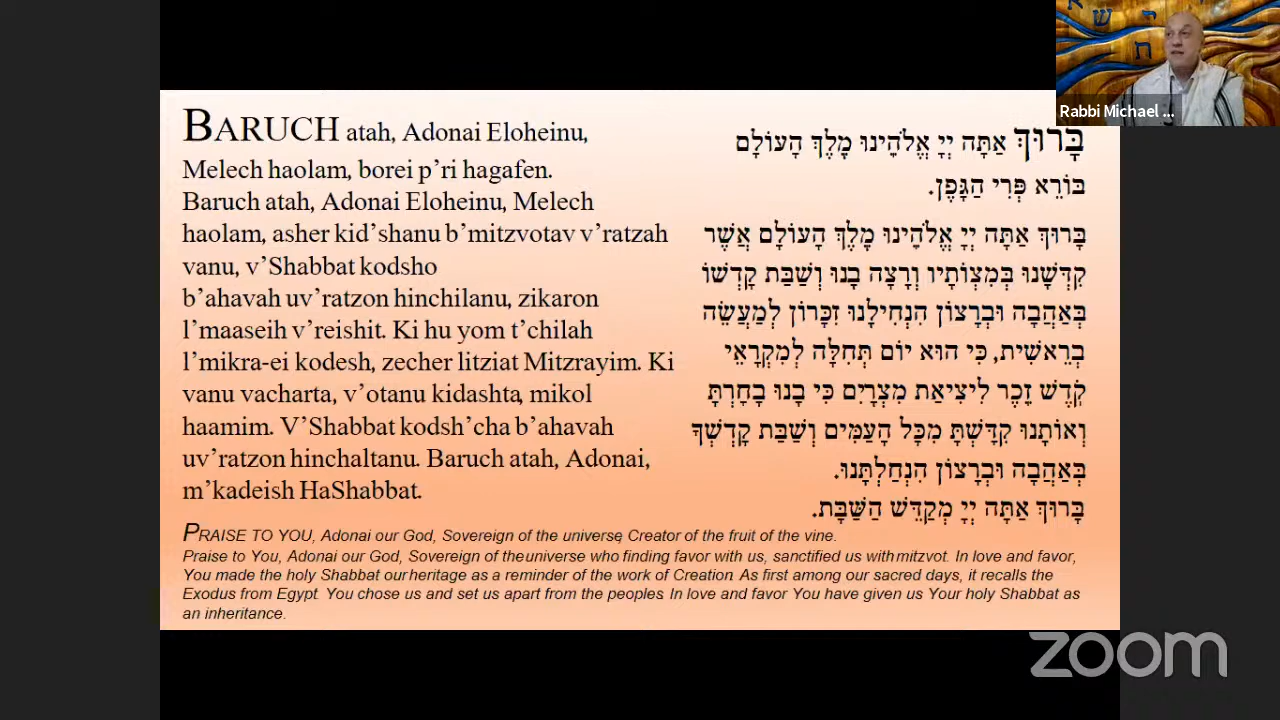 BARUCH atah, Adonai Eloheinu,
Melech haolam, borei p’ri hagafen.
Baruch atah, Adonai Eloheinu, Melech
haolam, asher kid’shanu b’mitzvotav v’ratzah
vanu, v’Shabbat kodsho
b’ahavah uv’ratzon hinchilanu, zikaron
l’maaseih v’reishit. Ki hu yom t’chilah
l’mikra-ei kodesh, zecher litziat Mitzrayim. Ki
vanu vacharta, v’otanu kidashta, mikol
haamim. V’Shabbat kodsh’cha b’ahavah
uv’ratzon hinchaltanu. Baruch atah, Adonai,
m’kadeish HaShabbat.
בָּרוּךְ אַתָּה יְיָ אֱלֹהֵֽינוּ מֶֽלֶךְ הָעוֹלָם
בּוֹרֵא פְּרִי הַגָּֽפֶן.
בָּרוּךְ אַתָּה יְיָ אֱלֹהֵֽינוּ מֶֽלֶךְ הָעוֹלָם אֲשֶׁר
קִדְּשָֽׁנוּ בְּמִצְוֹתָיו וְרָצָה בָֽנוּ וְשַׁבַּת קָדְשׁוֹ
בְּאַהֲבָה וּבְרָצוֹן הִנְחִילָֽנוּ זִכָּרוֹן לְמַעֲשֵׂה
בְרֵאשִׁית, כִּי הוּא יוֹם תְּחִלָּה לְמִקְרָאֵי
קֹֽדֶשׁ זֵֽכֶר לִיצִיאַת מִצְרָֽיִם כִּי בָֽנוּ בָחַֽרְתָּ
וְאוֹתָֽנוּ קִדַּֽשְׁתָּ מִכָּל הָעַמִּים וְשַׁבַּת קָדְשְׁךָ
בְּאַהֲבָה וּבְרָצוֹן הִנְחַלְתָּֽנוּ.
בָּרוּךְ אַתָּה יְיָ מְקַדֵּשׁ הַשַּׁבָּת.
PRAISE TO YOU, Adonai our God, Sovereign of the universe, Creator of the fruit of the vine.
Praise to You, Adonai our God, Sovereign of the universe who finding favor with us, sanctified us with mitzvot. In love and favor,
You made the holy Shabbat our heritage as a reminder of the work of Creation. As first among our sacred days, it recalls the
Exodus from Egypt. You chose us and set us apart from the peoples. In love and favor You have given us Your holy Shabbat as
an inheritance.
Rabbi Michael ...
zoom